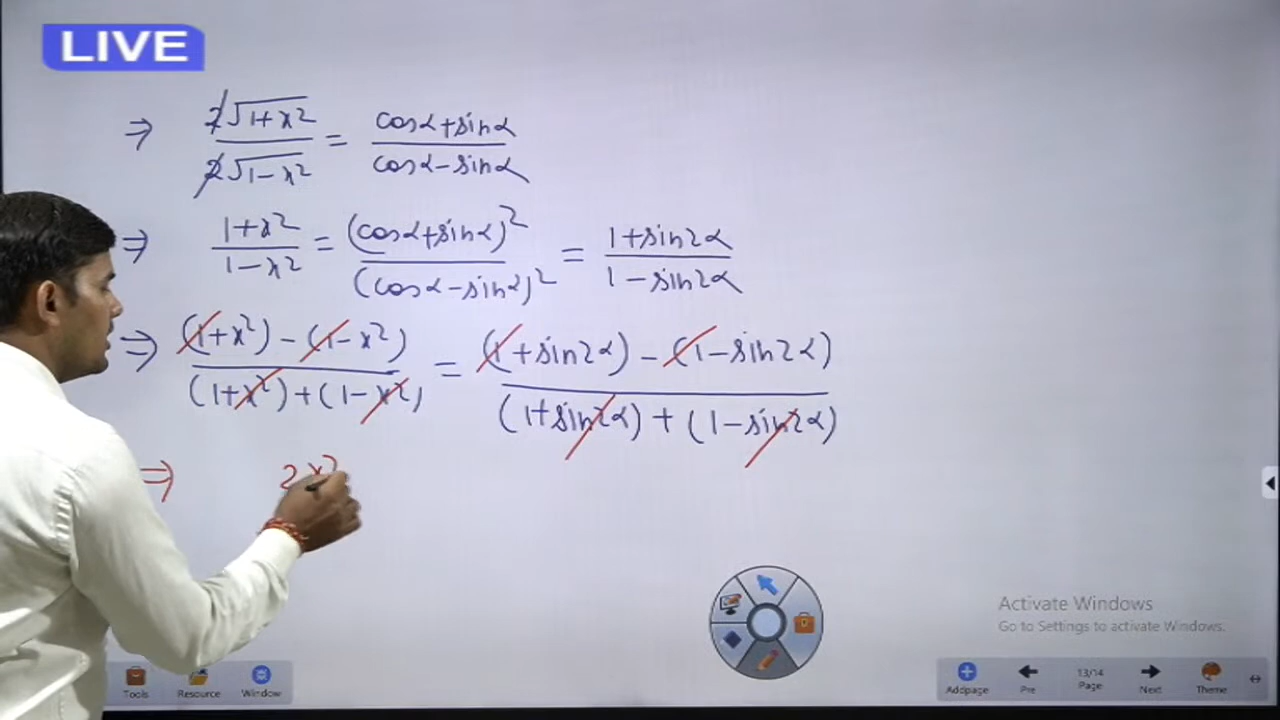 LIVE
⇒ 2√1+x² / 2√1-x² = cosα+sinα / cosα-sinα
⇒ 1+x² / 1-x² = (cosα+sinα)² / (cosα-sinα)² = 1+sin2α / 1-sin2α
⇒ (1+x²) - (1-x²) / (1+x²)+(1-x²) = (1+sin2α) - (1-sin2α) / (1+sin2α) + (1-sin2α)
⇒ 2x²
Activate Windows
Go to Settings to activate Windows.
Tools Resource Window
Addpage Pre 13/14 Page Next Theme